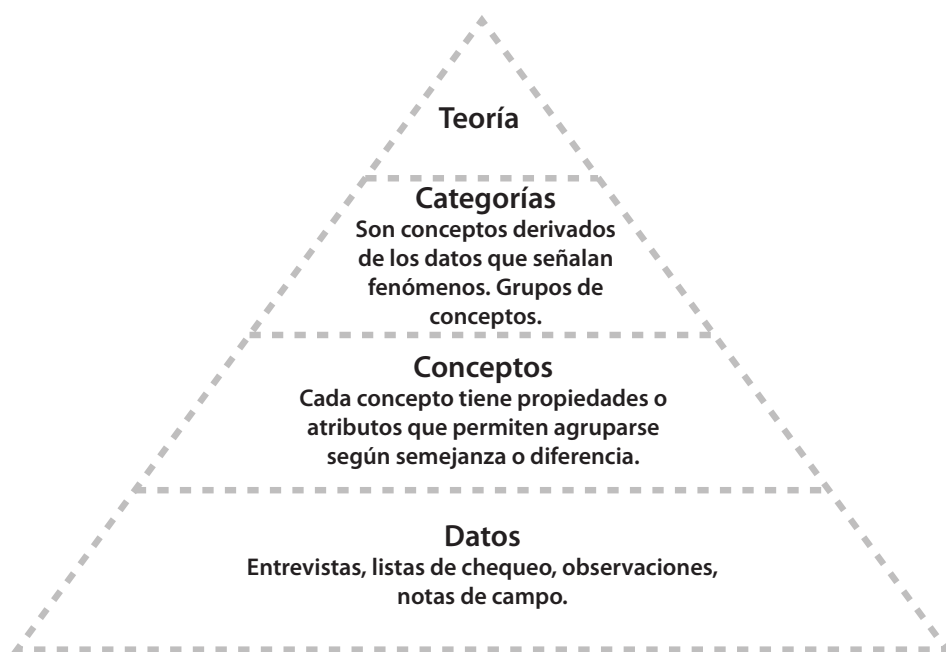 Teoría
Categorías
Son conceptos derivados
de los datos que señalan
fenómenos. Grupos de
conceptos.
Conceptos
Cada concepto tiene propiedades o
atributos que permiten agruparse
según semejanza o diferencia.
Datos
Entrevistas, listas de chequeo, observaciones,
notas de campo.